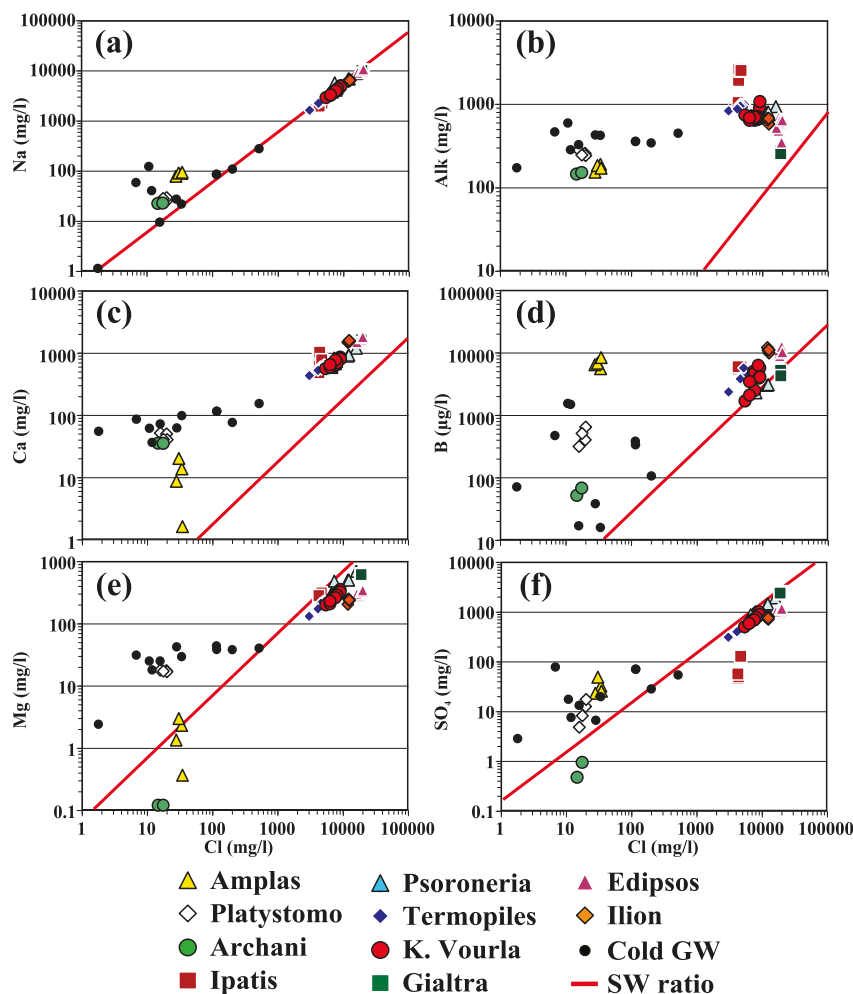 (a)
100000
10000
1000
100
10
1
Na (mg/l)
(b)
10000
1000
100
10
Alk (mg/l)
(c)
10000
1000
100
10
1
Ca (mg/l)
(d)
100000
10000
1000
100
10
B (μg/l)
(e)
1000
100
10
1
0.1
Mg (mg/l)
1 10 100 1000 10000 100000
Cl (mg/l)
(f)
10000
1000
100
10
1
0.1
SO4 (mg/l)
1 10 100 1000 10000 100000
Cl (mg/l)
Amplas Psoroneria Edipsos
Platystomo Termopiles Ilion
Archani K. Vourla Cold GW
Ipatis Gialtra SW ratio